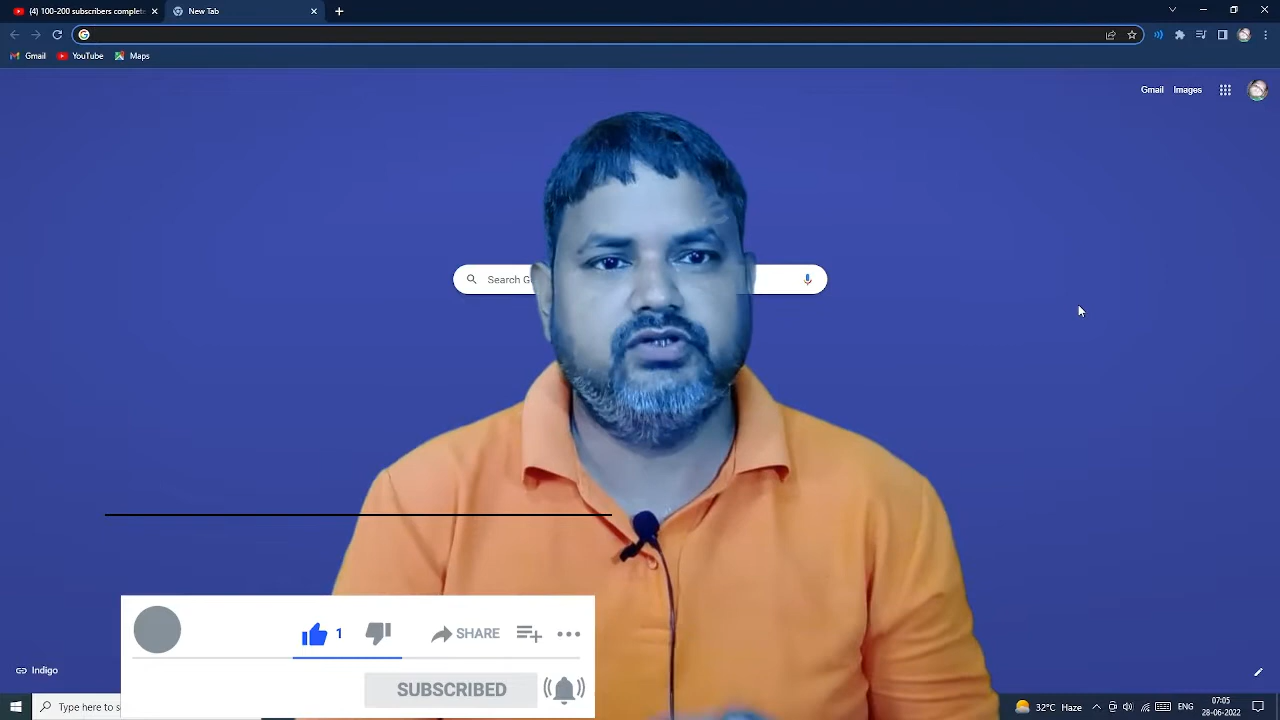 (4) 100-200 subscribers complet
New Tab
Gmail YouTube Maps
Gmail Images
Search G
1 SHARE
SUBSCRIBED
Indigo
Type here to s
32°C Haze ENG 07:05
28-06-2022